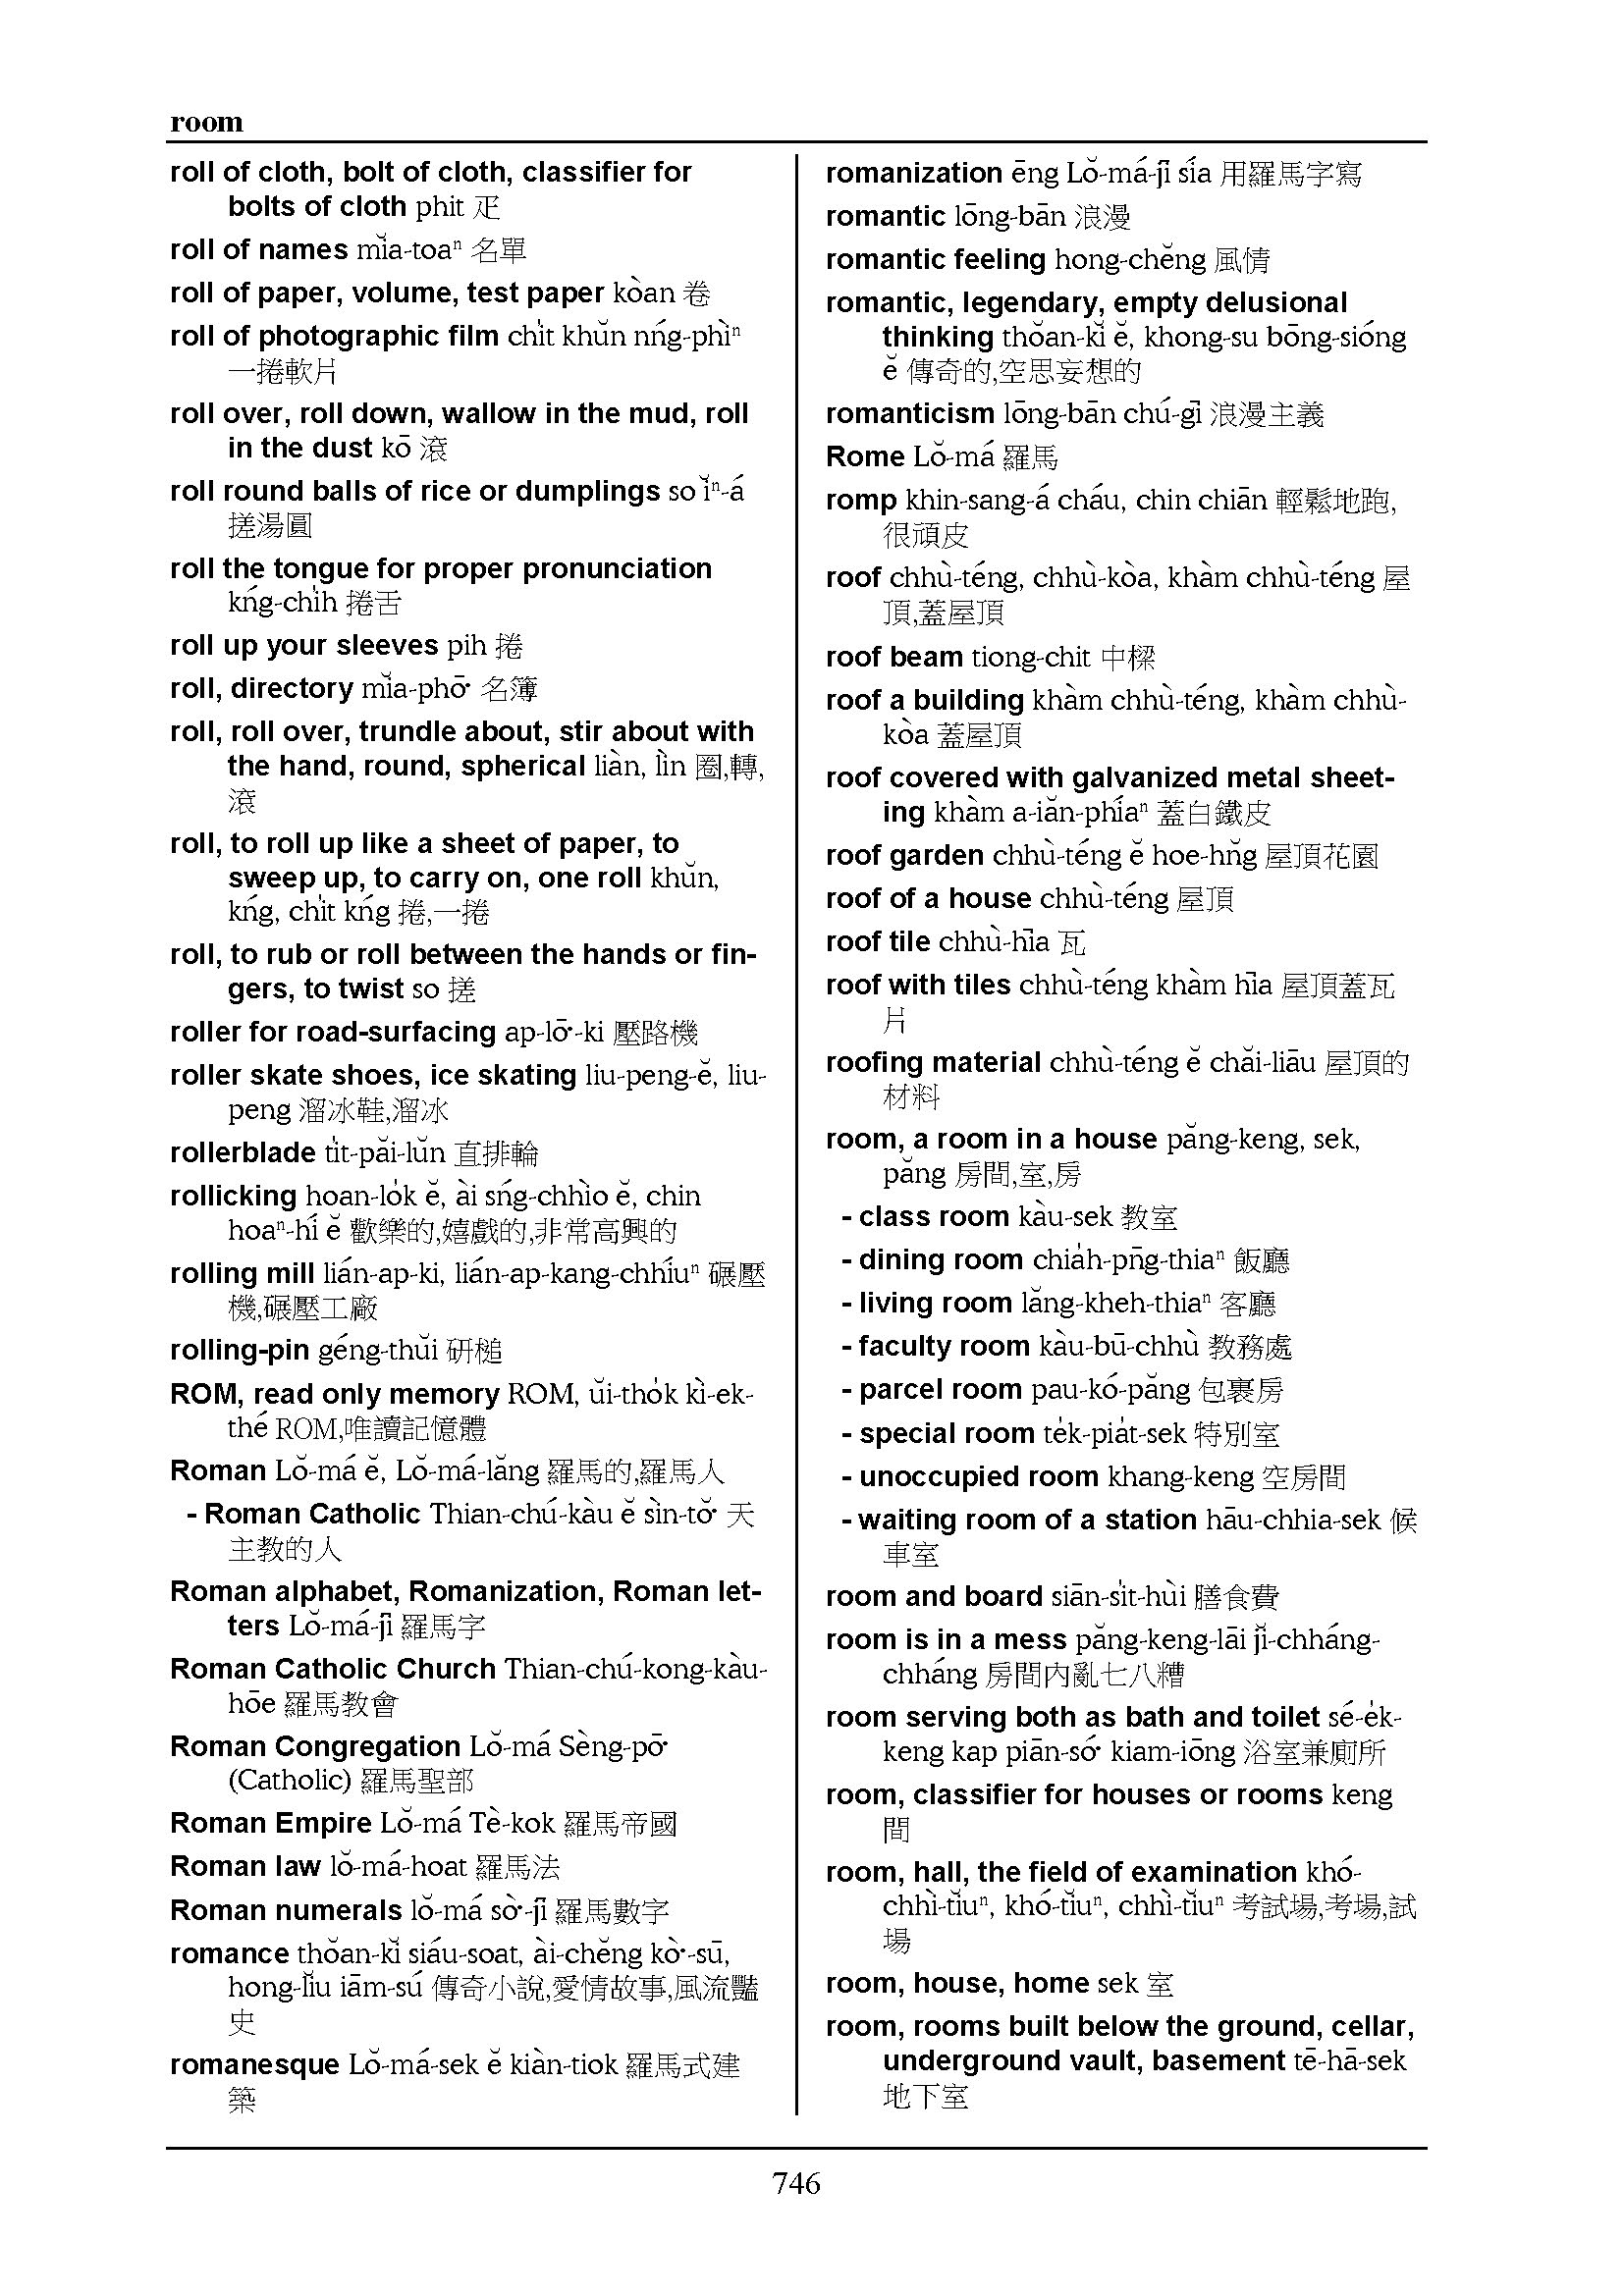 room
roll of cloth, bolt of cloth, classifier for
bolts of cloth phit 疋
roll of names mı̆a-toaⁿ 名單
roll of paper, volume, test paper kòan 卷
roll of photographic film chi̍t khŭn nńg-phìⁿ
一捲軟片
roll over, roll down, wallow in the mud, roll
in the dust kō 滾
roll round balls of rice or dumplings so ı̆ⁿ-á
搓湯圓
roll the tongue for proper pronunciation
kńg-chi̍h 捲舌
roll up your sleeves pih 捲
roll, directory mı̆a-phō͘ 名簿
roll, roll over, trundle about, stir about with
the hand, round, spherical liàn, lìn 圈,轉,
滾
roll, to roll up like a sheet of paper, to
sweep up, to carry on, one roll khŭn,
kńg, chi̍t kńg 捲,一捲
roll, to rub or roll between the hands or fin-
gers, to twist so 搓
roller for road-surfacing ap-lō͘-ki 壓路機
roller skate shoes, ice skating liu-peng-ĕ, liu-
peng 溜冰鞋,溜冰
rollerblade ti̍t-păi-lŭn 直排輪
rollicking hoan-lo̍k ĕ, ài sńg-chhìo ĕ, chin
hoaⁿ-hí ĕ 歡樂的,嬉戲的,非常高興的
rolling mill lián-ap-ki, lián-ap-kang-chhíuⁿ 碾壓
機,碾壓工廠
rolling-pin géng-thŭi 研槌
ROM, read only memory ROM, ŭi-tho̍k kì-ek-
thé ROM,唯讀記憶體
Roman Lŏ-má ĕ, Lŏ-má-lăng 羅馬的,羅馬人
- Roman Catholic Thian-chú-kàu ĕ sìn-tŏ͘ 天
主教的人
Roman alphabet, Romanization, Roman let-
ters Lŏ-má-jī 羅馬字
Roman Catholic Church Thian-chú-kong-kàu-
hōe 羅馬教會
Roman Congregation Lŏ-má Sèng-pō͘
(Catholic) 羅馬聖部
Roman Empire Lŏ-má Tè-kok 羅馬帝國
Roman law lŏ-má-hoat 羅馬法
Roman numerals lŏ-má sò͘-jī 羅馬數字
romance thŏan-kı̆ siáu-soat, ài-chĕng kò͘-sū,
hong-lı̆u iām-sú 傳奇小說,愛情故事,風流豔
史
romanesque Lŏ-má-sek ĕ kiàn-tiok 羅馬式建
築
romanization ēng Lŏ-má-jī sía 用羅馬字寫
romantic lōng-bān 浪漫
romantic feeling hong-chĕng 風情
romantic, legendary, empty delusional
thinking thŏan-kı̆ ĕ, khong-su bōng-sióng
ĕ 傳奇的,空思妄想的
romanticism lōng-bān chú-gī 浪漫主義
Rome Lŏ-má 羅馬
romp khin-sang-á cháu, chin chiān 輕鬆地跑,
很頑皮
roof chhù-téng, chhù-kòa, khàm chhù-téng 屋
頂,蓋屋頂
roof beam tiong-chit 中樑
roof a building khàm chhù-téng, khàm chhù-
kòa 蓋屋頂
roof covered with galvanized metal sheet-
ing khàm a-iăn-phíaⁿ 蓋白鐵皮
roof garden chhù-téng ĕ hoe-hn̆g 屋頂花園
roof of a house chhù-téng 屋頂
roof tile chhù-hīa 瓦
roof with tiles chhù-téng khàm hīa 屋頂蓋瓦
片
roofing material chhù-téng ĕ chăi-liāu 屋頂的
材料
room, a room in a house păng-keng, sek,
păng 房間,室,房
- class room kàu-sek 教室
- dining room chia̍h-pn̄g-thiaⁿ 飯廳
- living room lăng-kheh-thiaⁿ 客廳
- faculty room kàu-bū-chhù 教務處
- parcel room pau-kó-păng 包裹房
- special room te̍k-pia̍t-sek 特別室
- unoccupied room khang-keng 空房間
- waiting room of a station hāu-chhia-sek 候
車室
room and board siān-si̍t-hùi 膳食費
room is in a mess păng-keng-lāi jı̆-chháng-
chháng 房間內亂七八糟
room serving both as bath and toilet sé-e̍k-
keng kap piān-só͘ kiam-iōng 浴室兼廁所
room, classifier for houses or rooms keng
間
room, hall, the field of examination khó-
chhì-tı̆uⁿ, khó-tı̆uⁿ, chhì-tı̆uⁿ 考試場,考場,試
場
room, house, home sek 室
room, rooms built below the ground, cellar,
underground vault, basement tē-hā-sek
地下室
746